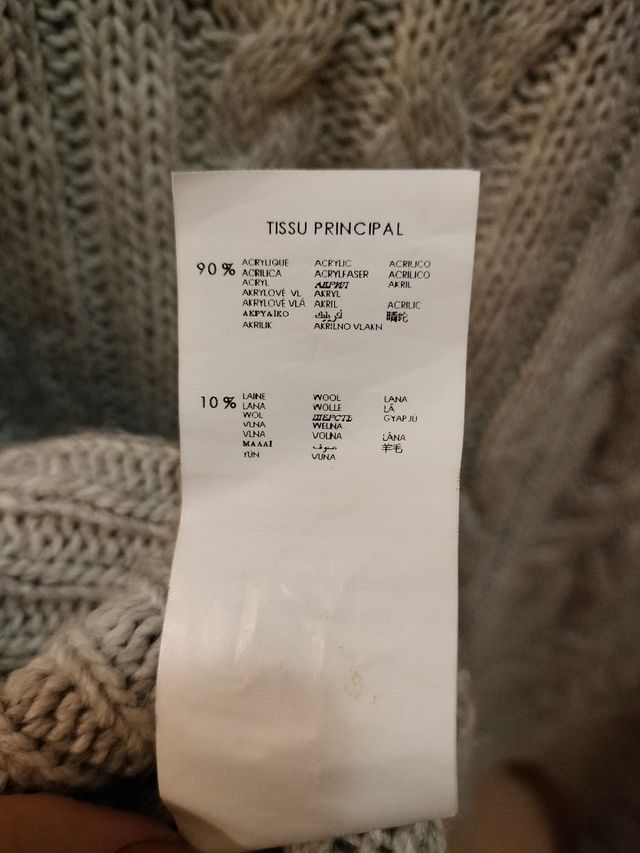 TISSU PRINCIPAL
90% ACRYLIQUE ACRYLIC ACRILICO
ACRILICA ACRYLFASER ACRILICO
ACRYL АКРИЛ AKRIL
AKRYLOVÉ VL AKRYL
AKRYLOVÉ VLÁ AKRIL ACRILIC
ΑΚΡΥΛΙΚΟ أكريليك 腈纶
AKRILIK AKRILNO VLAKN
10% LAINE WOOL LANA
LANA WOLLE LÃ
WOL ШЕРСТЬ GYAPJÚ
VLNA WEŁNA
VLNA VOLNA LÂNA
ΜΑΛΛΙ صوف 羊毛
YÜN VUNA